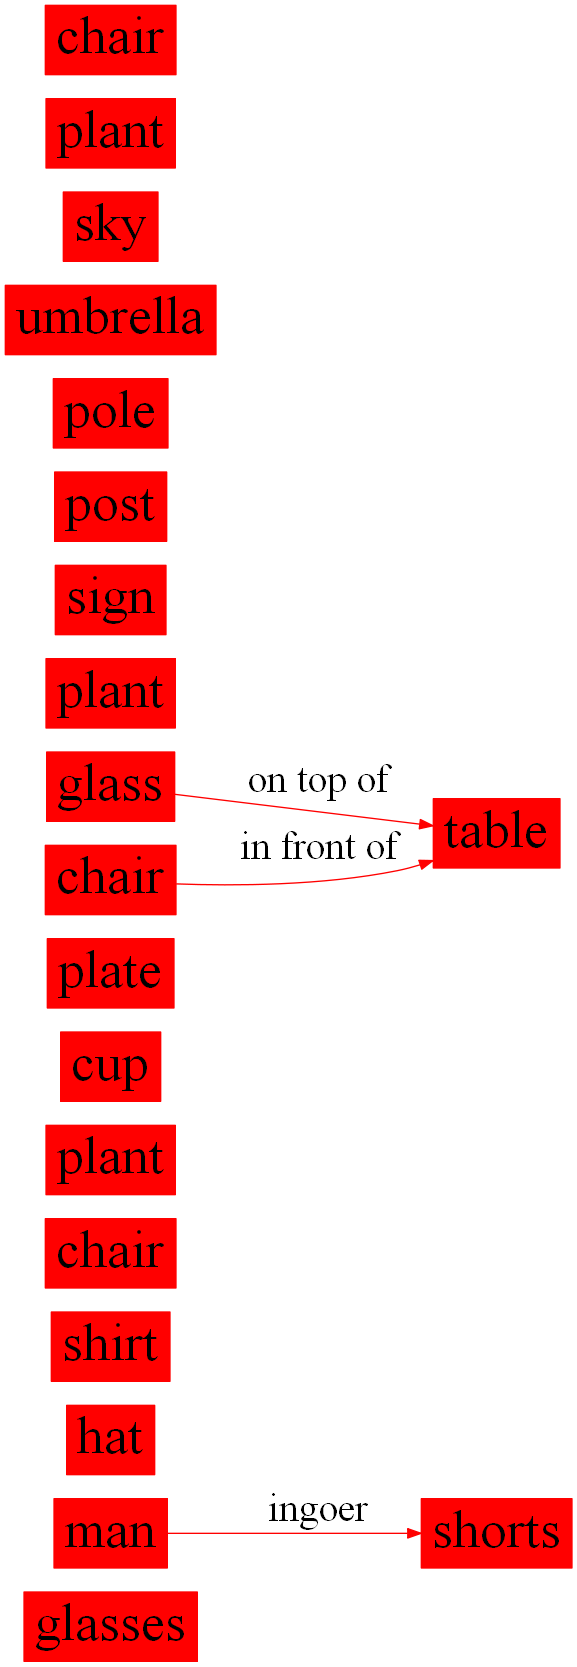 chair
plant
sky
umbrella
pole
post
sign
plant
glass
on top of
table
chair
in front of
plate
cup
plant
chair
shirt
hat
man
ingoer
shorts
glasses